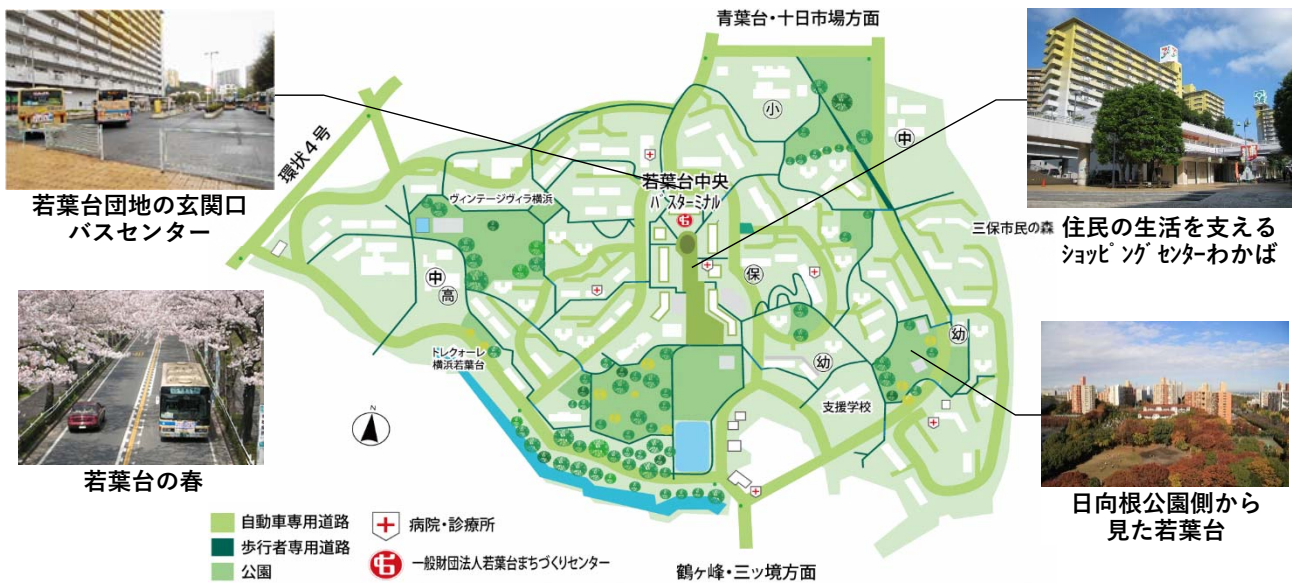 青葉台・十日市場方面
環状4号
小
中
若葉台中央
バスターミナル
ヴィンテージヴィラ横浜
三保市民の森
若葉台団地の玄関口
バスセンター
住民の生活を支える
ショッピングセンターわかば
中
高
保
幼
幼
ドレクォーレ
横浜若葉台
支援学校
N
若葉台の春
日向根公園側から
見た若葉台
自動車専用道路
歩行者専用道路
公園
病院・診療所
一般財団法人若葉台まちづくりセンター
鶴ヶ峰・三ッ境方面